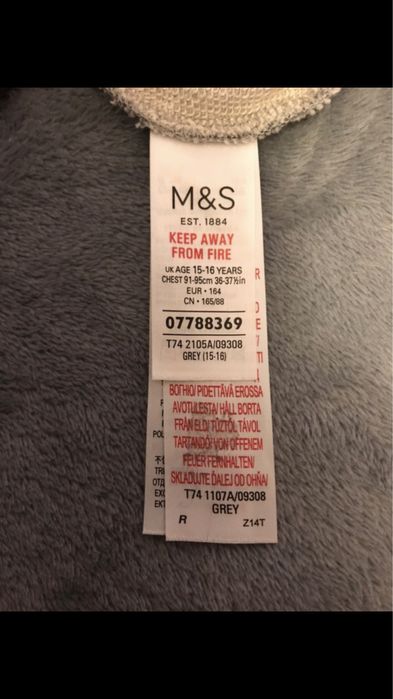 M&S
EST. 1884
KEEP AWAY
FROM FIRE
UK AGE 15-16 YEARS
CHEST 91-95cm 36-37½in
EUR • 164
CN • 165/88
07788369
T74 2105A/09308
GREY (15-16)
ВОГНЮ/ PIDETTÄVÄ EROSSA
AVOTULESTA/ HÅLL BORTA
FRÅN ELD/ TŰZTŐL TÁVOL
TARTANDÓ/ VON OFFENEM
FEUER FERNHALTEN/
SKLADUJTE ĎALEJ OD OHŇA/
T74 1107A/09308
GREY
R
Z14T